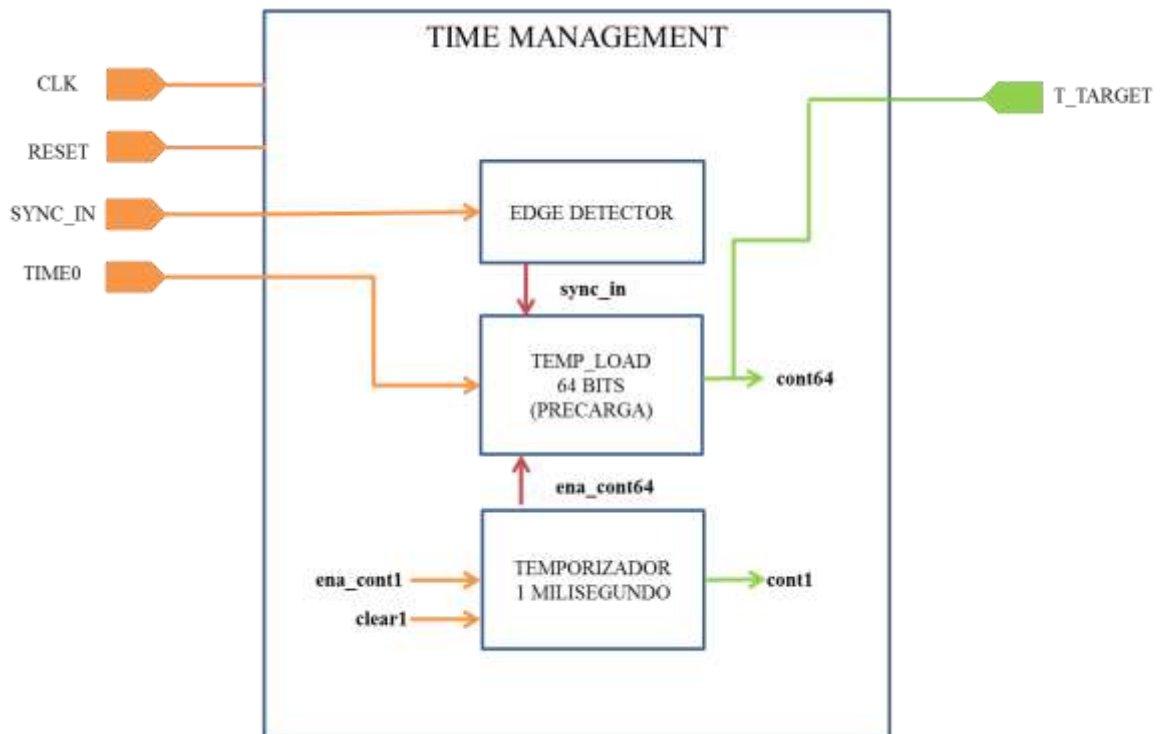 TIME MANAGEMENT
CLK
T_TARGET
RESET
SYNC_IN
EDGE DETECTOR
TIME0
sync_in
TEMP_LOAD
64 BITS
(PRECARGA)
cont64
ena_cont64
ena_cont1
TEMPORIZADOR
1 MILISEGUNDO
cont1
clear1